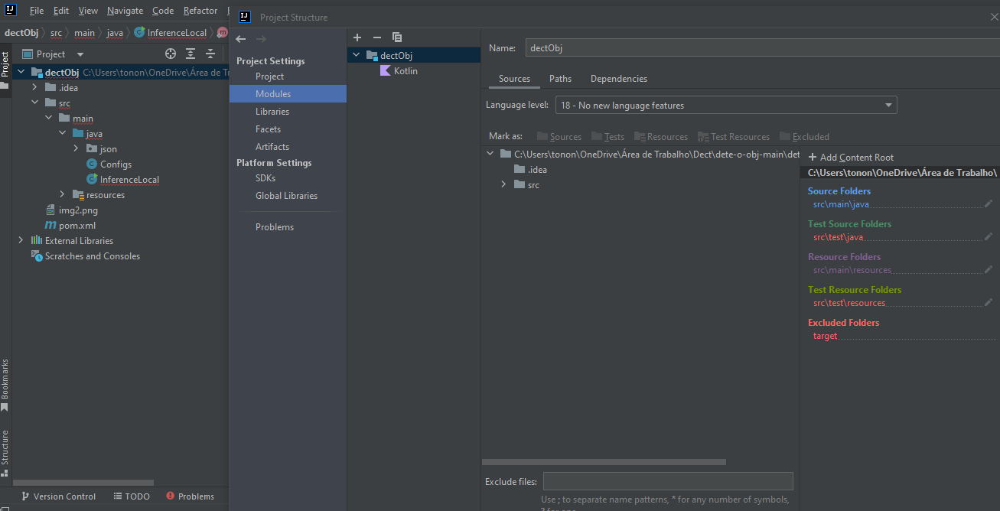 IJ File Edit View Navigate Code Refactor
dectObj src main java InferenceLocal m
Project
Project
dectObj C:\Users\tonon\OneDrive\Área de Tr
.idea
src
main
java
json
Configs
InferenceLocal
resources
img2.png
m pom.xml
External Libraries
Scratches and Consoles
Bookmarks
Structure
Version Control TODO Problems
IJ Project Structure
Project Settings
Project
Modules
Libraries
Facets
Artifacts
Platform Settings
SDKs
Global Libraries
Problems
dectObj
Kotlin
Name: dectObj
Sources Paths Dependencies
Language level: 18 - No new language features
Mark as: Sources Tests Resources Test Resources Excluded
C:\Users\tonon\OneDrive\Área de Trabalho\Dect\dete-o-obj-main\det
.idea
src
Add Content Root
C:\Users\tonon\OneDrive\Área de Trabalho\
Source Folders
src\main\java
Test Source Folders
src\test\java
Resource Folders
src\main\resources
Test Resource Folders
src\test\resources
Excluded Folders
target
Exclude files:
Use ; to separate name patterns, * for any number of symbols,